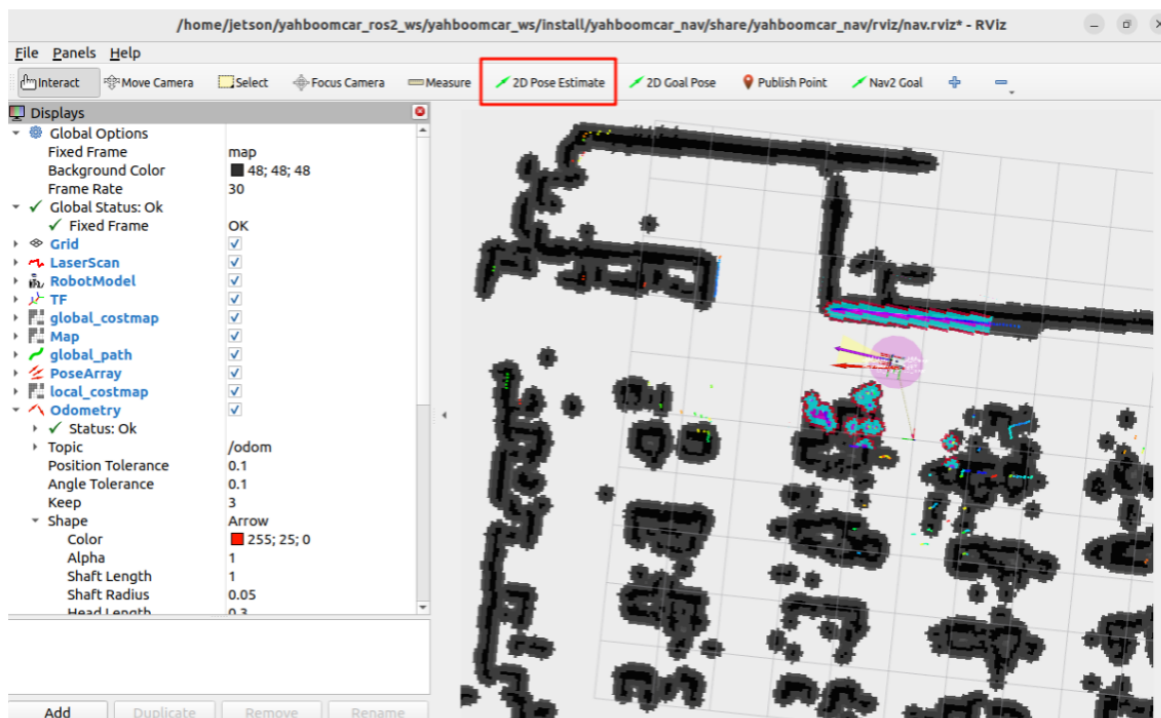 /home/jetson/yahboomcar_ros2_ws/yahboomcar_ws/install/yahboomcar_nav/share/yahboomcar_nav/rviz/nav.rviz* - RViz
File Panels Help
Interact Move Camera Select Focus Camera Measure 2D Pose Estimate 2D Goal Pose Publish Point Nav2 Goal
Displays
Global Options
Fixed Frame map
Background Color 48; 48; 48
Frame Rate 30
Global Status: Ok
Fixed Frame OK
Grid
LaserScan
RobotModel
TF
global_costmap
Map
global_path
PoseArray
local_costmap
Odometry
Status: Ok
Topic /odom
Position Tolerance 0.1
Angle Tolerance 0.1
Keep 3
Shape Arrow
Color 255; 25; 0
Alpha 1
Shaft Length 1
Shaft Radius 0.05
Head Length 0.3
Add Duplicate Remove Rename